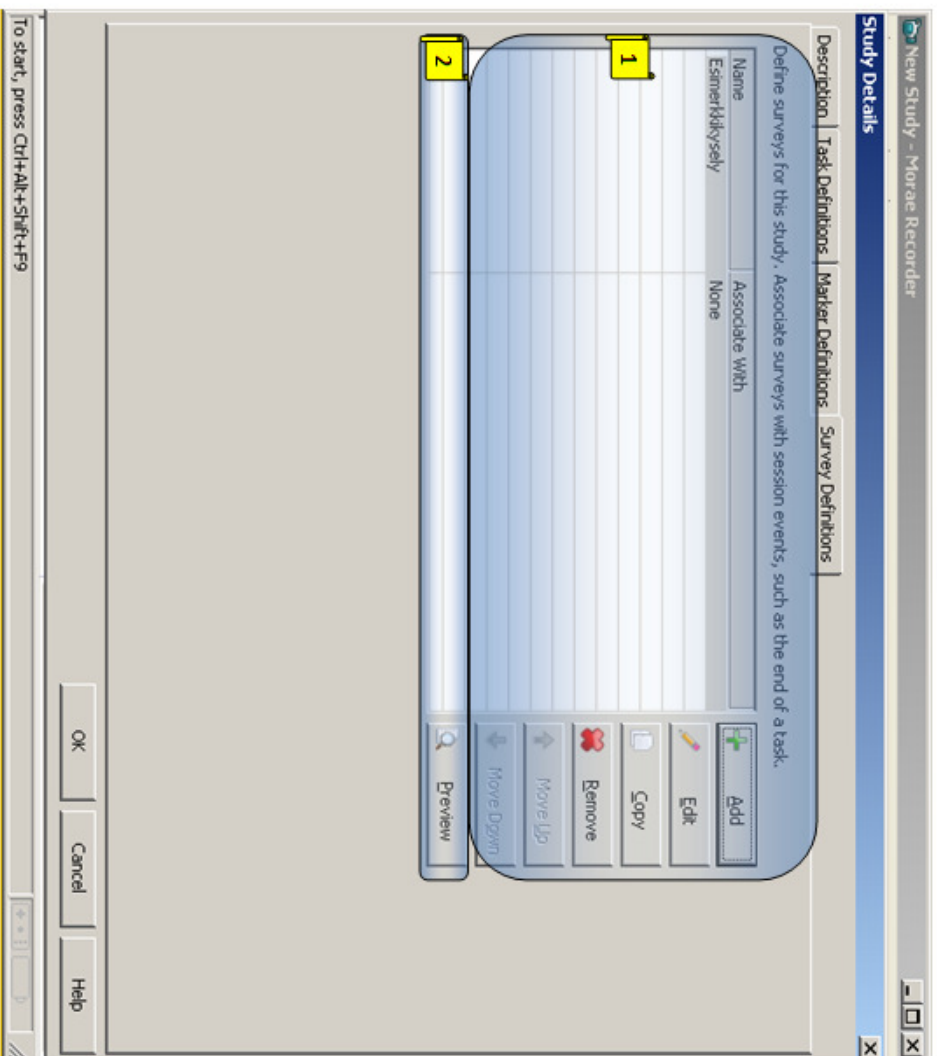 New Study - Morae Recorder
Study Details
Description Task Definitions Marker Definitions Survey Definitions
Define surveys for this study. Associate surveys with session events, such as the end of a task.
Name Associate With
Esimerkkikysely None
Add
Edit
Copy
Remove
Move Up
Move Down
Preview
1
2
OK Cancel Help
To start, press Ctrl+Alt+Shift+F9